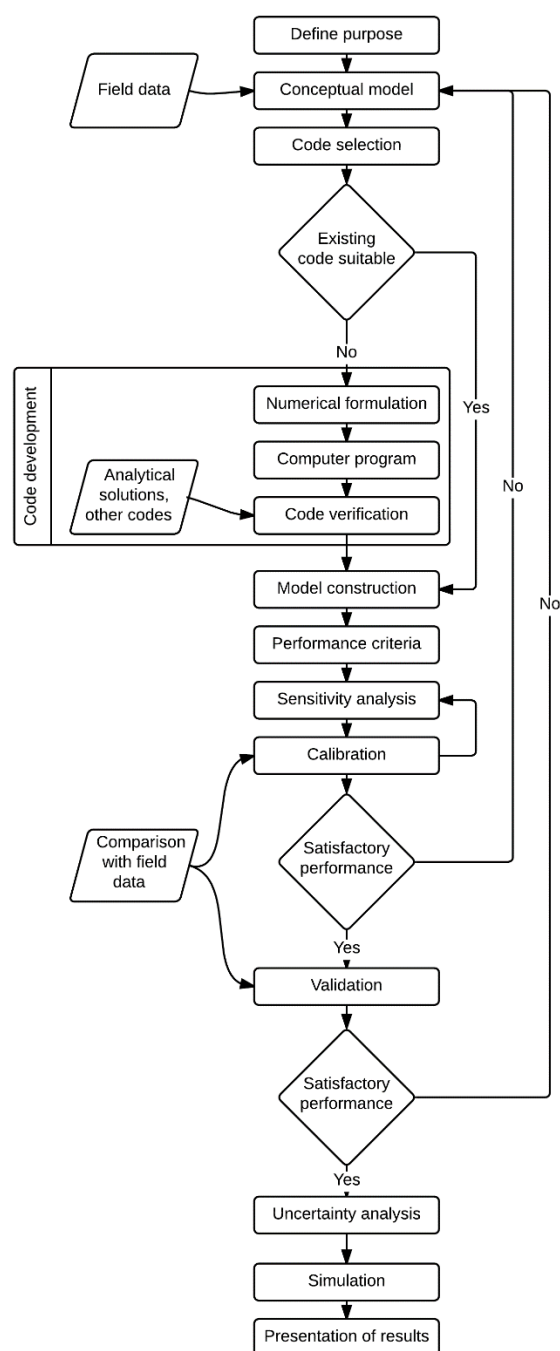 Define purpose
Field data
Conceptual model
Code selection
Existing
code suitable
No
Yes
Code development
Numerical formulation
Computer program
Analytical
solutions,
other codes
Code verification
No
Model construction
No
Performance criteria
Sensitivity analysis
Calibration
Comparison
with field
data
Satisfactory
performance
Yes
Validation
Satisfactory
performance
Yes
Uncertainty analysis
Simulation
Presentation of results